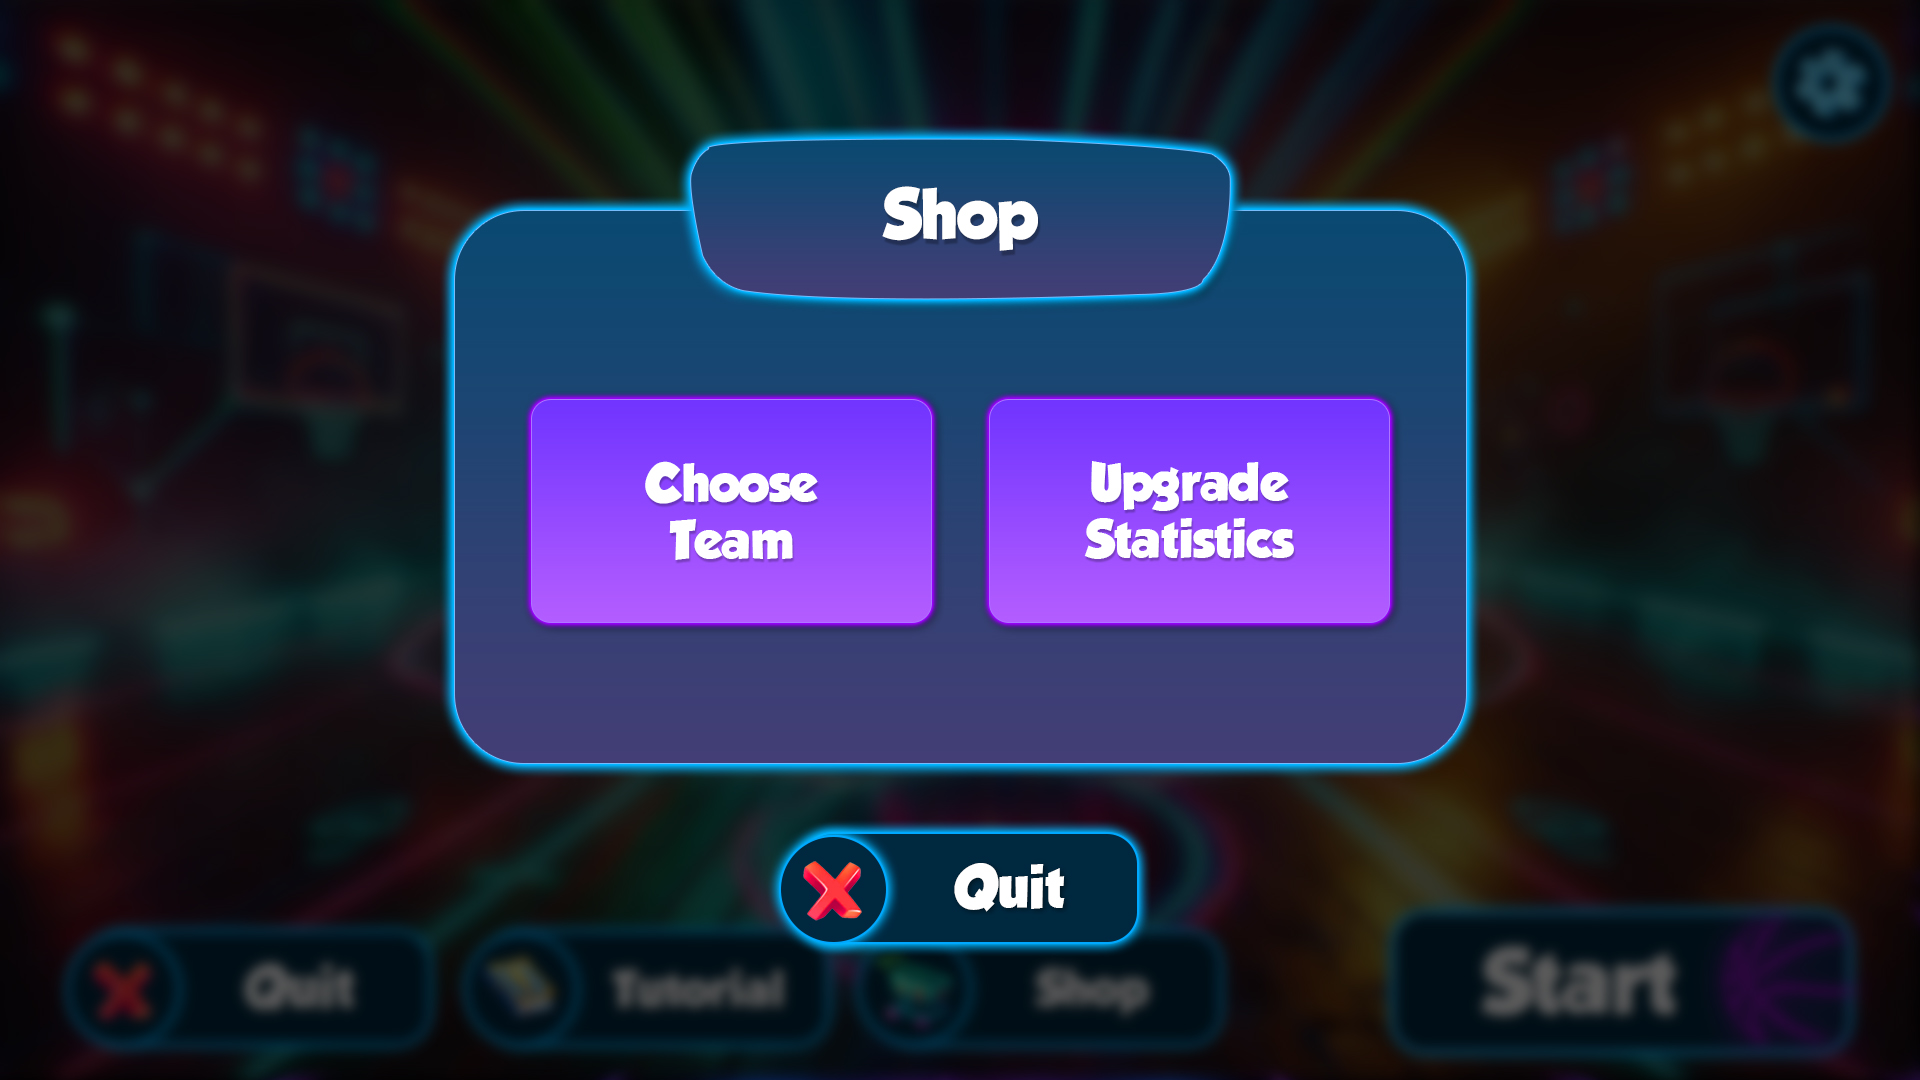 Shop
Choose
Team
Upgrade
Statistics
Quit
Quit
Tutorial
Shop
Start